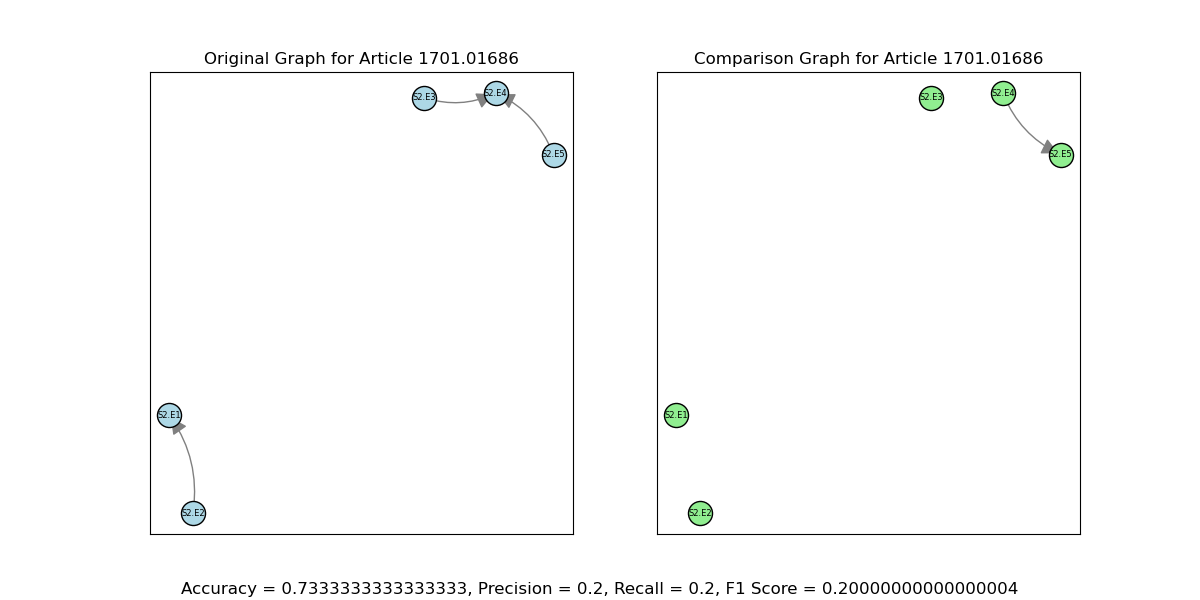 Original Graph for Article 1701.01686
Comparison Graph for Article 1701.01686
S2.E3
S2.E4
S2.E5
S2.E1
S2.E2
S2.E3
S2.E4
S2.E5
S2.E1
S2.E2
Accuracy = 0.7333333333333333, Precision = 0.2, Recall = 0.2, F1 Score = 0.20000000000000004